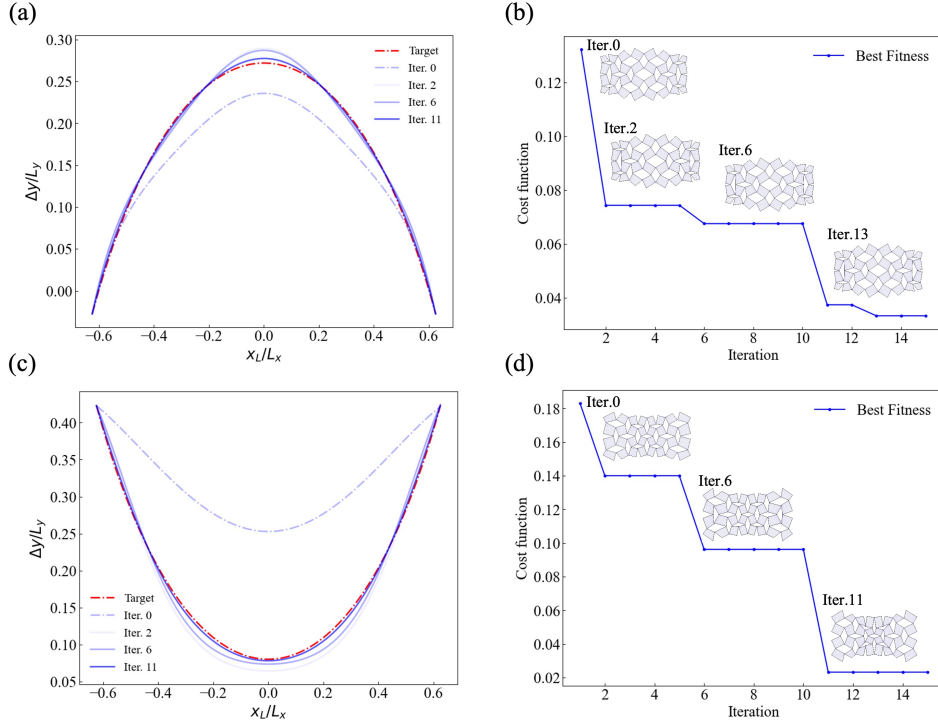 (a)
0.30
0.25
0.20
0.15
0.10
0.05
0.00
Δy/L_y
−0.6
−0.4
−0.2
0.0
0.2
0.4
0.6
x_L/L_x
Target
Iter. 0
Iter. 2
Iter. 6
Iter. 11
(b)
0.12
0.10
0.08
0.06
0.04
Cost function
2
4
6
8
10
12
14
Iteration
Iter.0
Iter.2
Iter.6
Iter.13
Best Fitness
(c)
0.40
0.35
0.30
0.25
0.20
0.15
0.10
0.05
Δy/L_y
−0.6
−0.4
−0.2
0.0
0.2
0.4
0.6
x_L/L_x
Target
Iter. 0
Iter. 2
Iter. 6
Iter. 11
(d)
0.18
0.16
0.14
0.12
0.10
0.08
0.06
0.04
0.02
Cost function
2
4
6
8
10
12
14
Iteration
Iter.0
Iter.6
Iter.11
Best Fitness